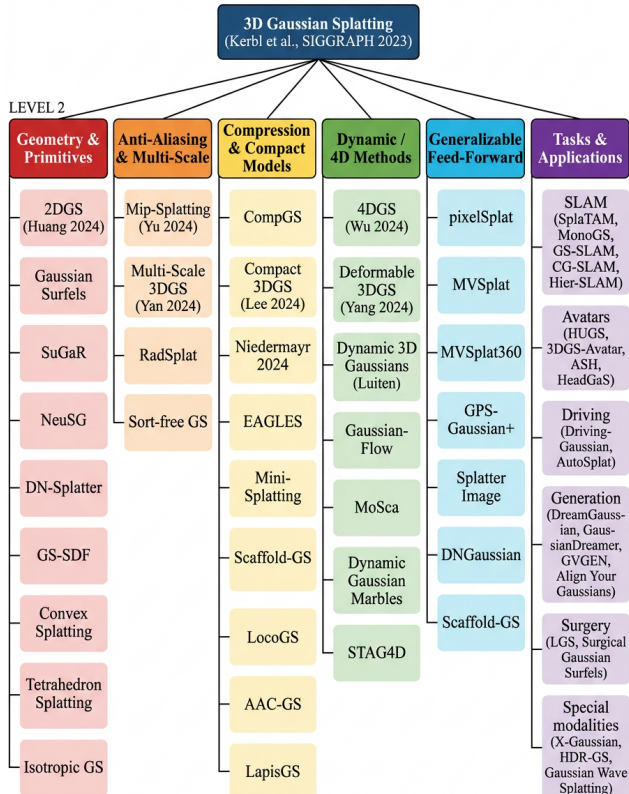 3D Gaussian Splatting
(Kerbl et al., SIGGRAPH 2023)
LEVEL 2
Geometry &
Primitives
2DGS
(Huang 2024)
Gaussian
Surfels
SuGaR
NeuSG
DN-Splatter
GS-SDF
Convex
Splatting
Tetrahedron
Splatting
Isotropic GS
Anti-Aliasing
& Multi-Scale
Mip-Splatting
(Yu 2024)
Multi-Scale
3DGS
(Yan 2024)
RadSplat
Sort-free GS
Compression
& Compact
Models
CompGS
Compact
3DGS
(Lee 2024)
Niedermayr
2024
EAGLES
Mini-
Splatting
Scaffold-GS
LocoGS
AAC-GS
LapisGS
Dynamic /
4D Methods
4DGS
(Wu 2024)
Deformable
3DGS
(Yang 2024)
Dynamic 3D
Gaussians
(Luiten)
Gaussian-
Flow
MoSca
Dynamic
Gaussian
Marbles
STAG4D
Generalizable
Feed-Forward
pixelSplat
MVSplat
MVSplat360
GPS-
Gaussian+
Splatter
Image
DNGaussian
Scaffold-GS
Tasks &
Applications
SLAM
(SplaTAM,
MonoGS,
GS-SLAM,
CG-SLAM,
Hier-SLAM)
Avatars
(HUGS,
3DGS-Avatar,
ASH,
HeadGaS)
Driving
(Driving-
Gaussian,
AutoSplat)
Generation
(DreamGauss-
ian, Gaus-
sianDreamer,
GVGEN,
Align Your
Gaussians)
Surgery
(LGS, Surgical
Gaussian
Surfels)
Special
modalities
(X-Gaussian,
HDR-GS,
Gaussian Wave
Splatting)